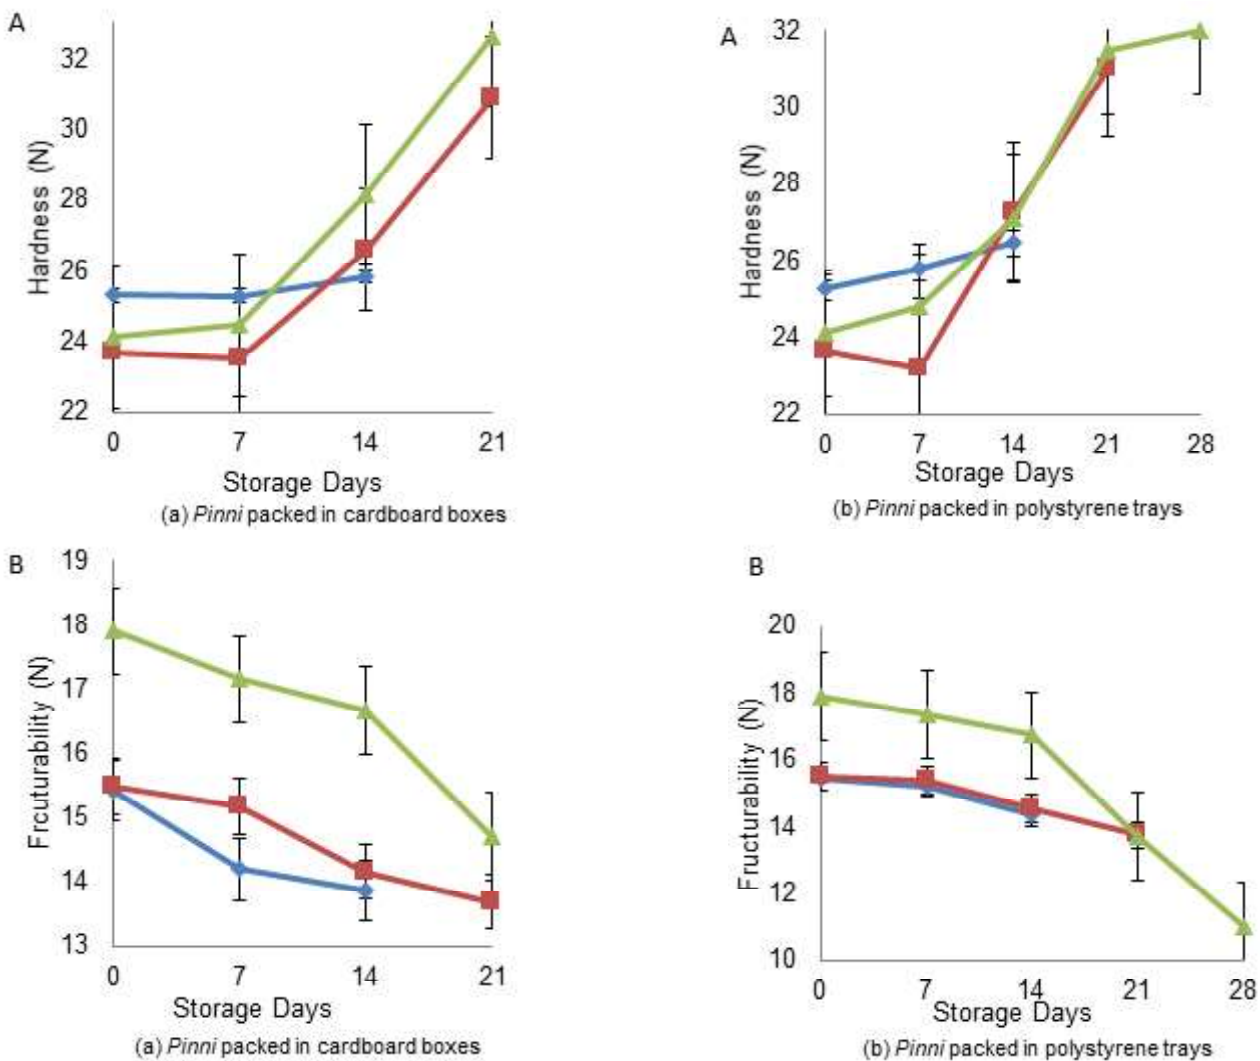 A
Hardness (N)
32
30
28
26
24
22
0 7 14 21
Storage Days
(a) Pinni packed in cardboard boxes
A
Hardness (N)
32
30
28
26
24
22
0 7 14 21 28
Storage Days
(b) Pinni packed in polystyrene trays
B
Frcuturability (N)
19
18
17
16
15
14
13
0 7 14 21
Storage Days
(a) Pinni packed in cardboard boxes
B
Fructurability (N)
20
18
16
14
12
10
0 7 14 21 28
Storage Days
(b) Pinni packed in polystyrene trays